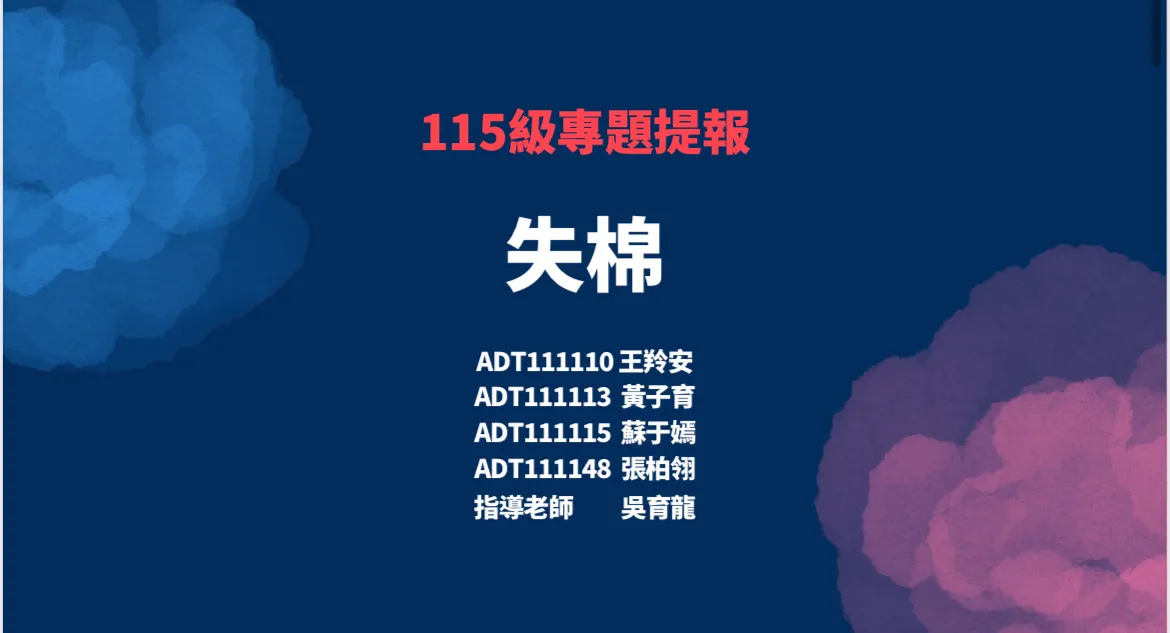 115級專題提報
失棉
ADT111110 王羚安
ADT111113 黃子育
ADT111115 蘇于嫣
ADT111148 張柏翎
指導老師 吳育龍